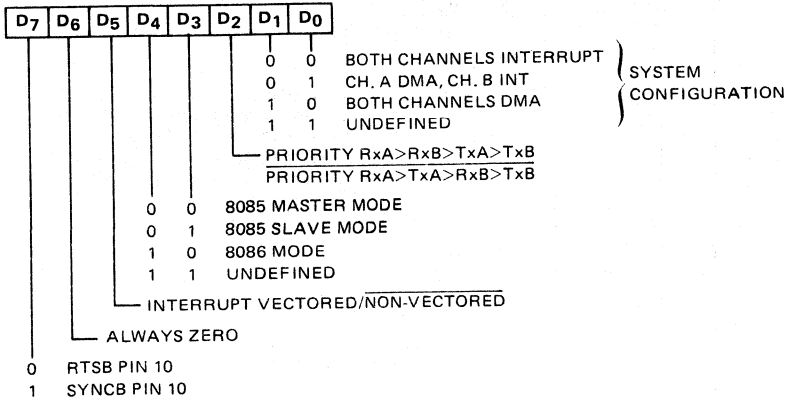 D7 D6 D5 D4 D3 D2 D1 D0
0 0 BOTH CHANNELS INTERRUPT
0 1 CH. A DMA, CH. B INT
1 0 BOTH CHANNELS DMA
1 1 UNDEFINED
SYSTEM
CONFIGURATION
PRIORITY RxA>RxB>TxA>TxB
PRIORITY RxA>TxA>RxB>TxB
0 0 8085 MASTER MODE
0 1 8085 SLAVE MODE
1 0 8086 MODE
1 1 UNDEFINED
INTERRUPT VECTORED/NON-VECTORED
ALWAYS ZERO
0 RTSB PIN 10
1 SYNCB PIN 10